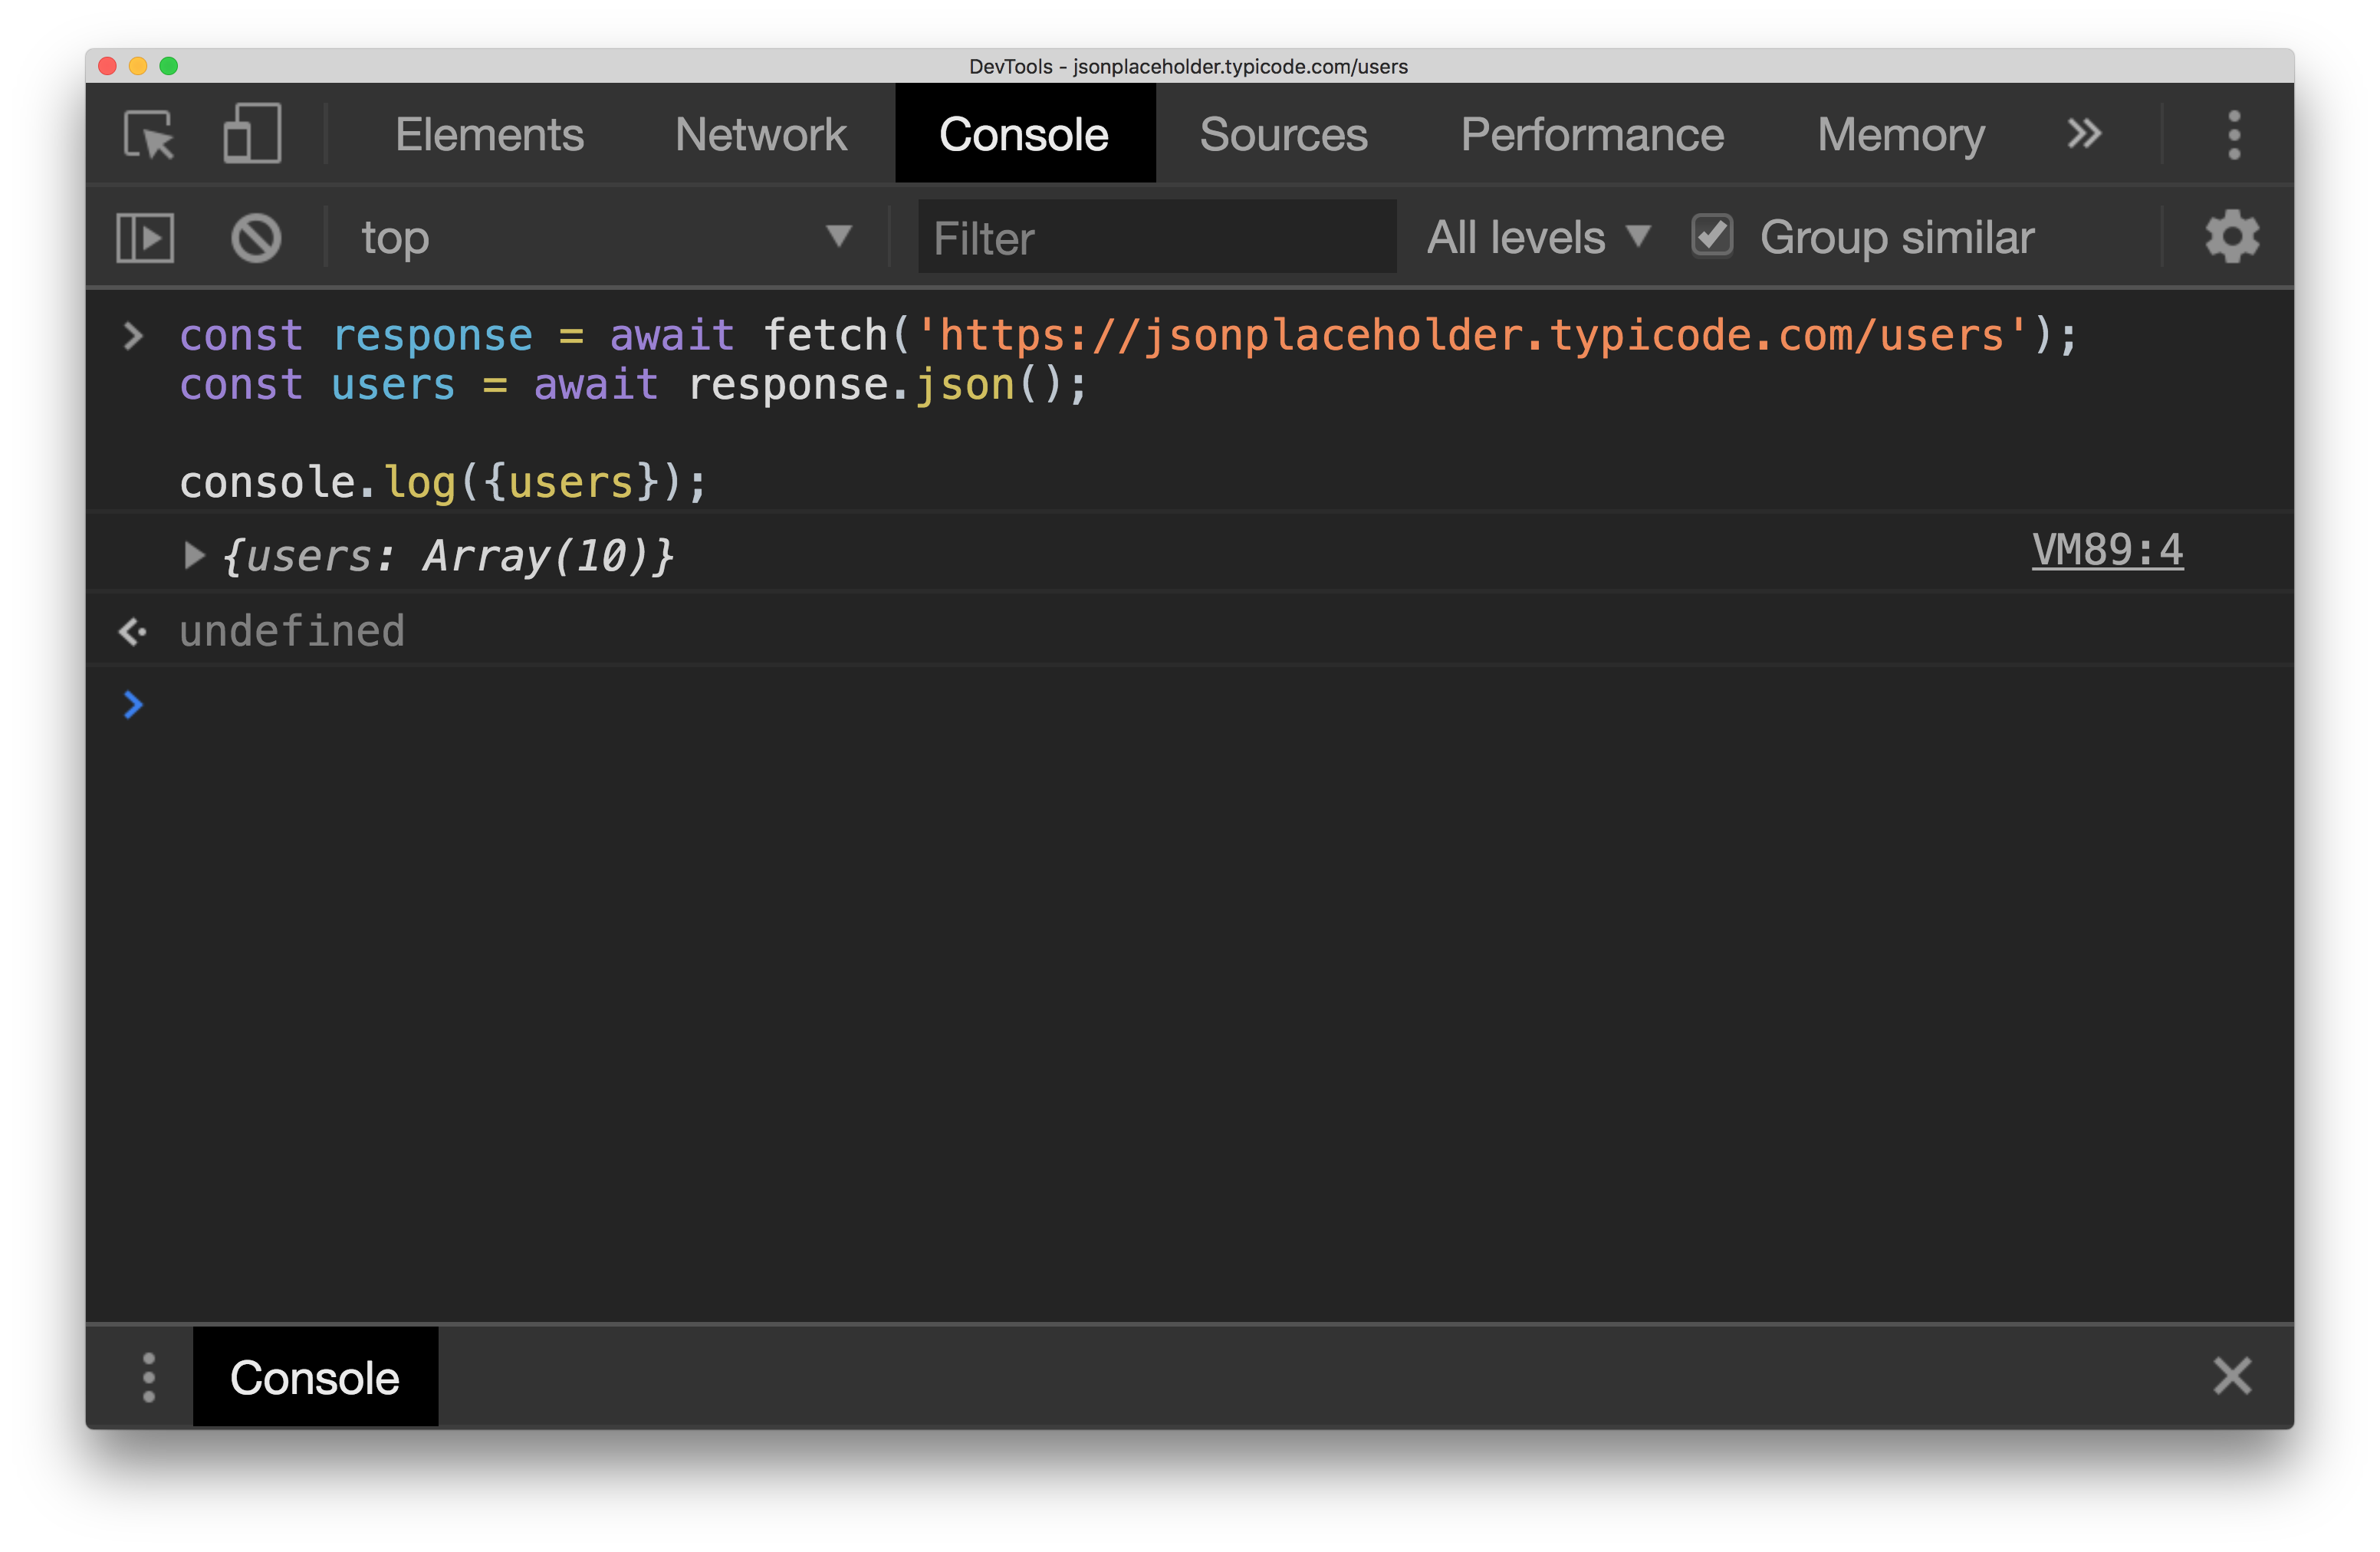 DevTools - jsonplaceholder.typicode.com/users
Elements Network Console Sources Performance Memory
top Filter All levels Group similar
const response = await fetch('https://jsonplaceholder.typicode.com/users');
const users = await response.json();
console.log({users});
{users: Array(10)} VM89:4
undefined
Console